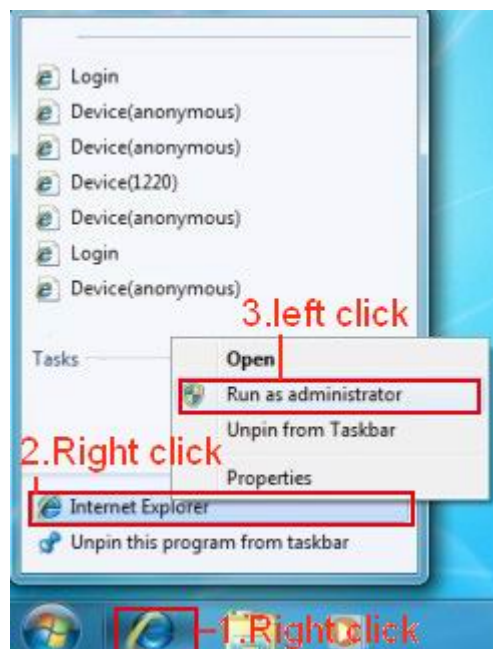 Login
Device(anonymous)
Device(anonymous)
Device(1220)
Device(anonymous)
Login
Device(anonymous)
3.left click
Tasks
Open
Run as administrator
Unpin from Taskbar
2.Right click
Properties
Internet Explorer
Unpin this program from taskbar
1.Right click